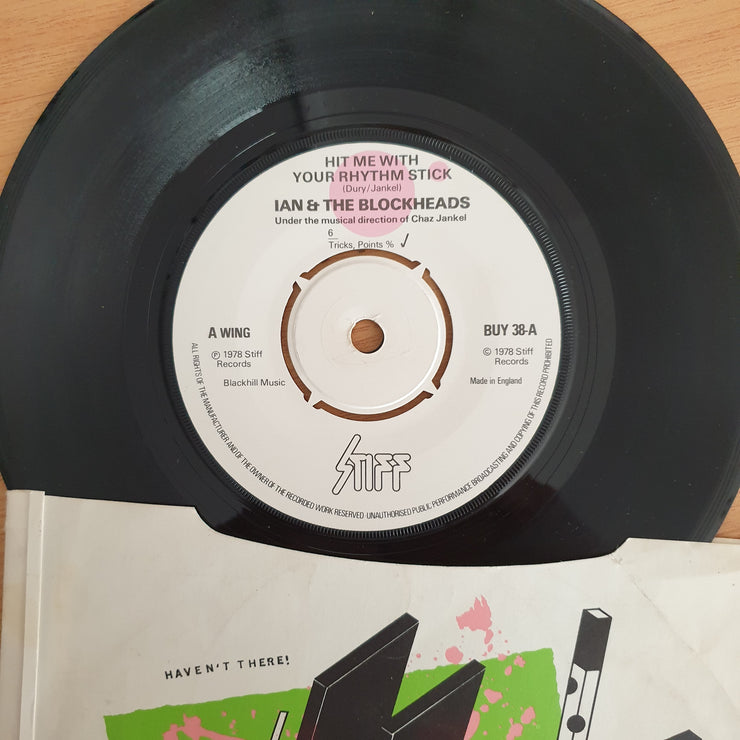 HIT ME WITH
YOUR RHYTHM STICK
(Dury/Jankel)
IAN & THE BLOCKHEADS
Under the musical direction of Chaz Jankel
6
Tricks, Points % ✓
A WING
BUY 38-A
℗ 1978 Stiff
Records
© 1978 Stiff
Records
Blackhill Music
Made in England
STIFF
ALL RIGHTS OF THE MANUFACTURER AND OF THE OWNER OF THE RECORDED WORK RESERVED · UNAUTHORISED PUBLIC PERFORMANCE BROADCASTING AND COPYING OF THIS RECORD PROHIBITED
HAVEN'T THERE!